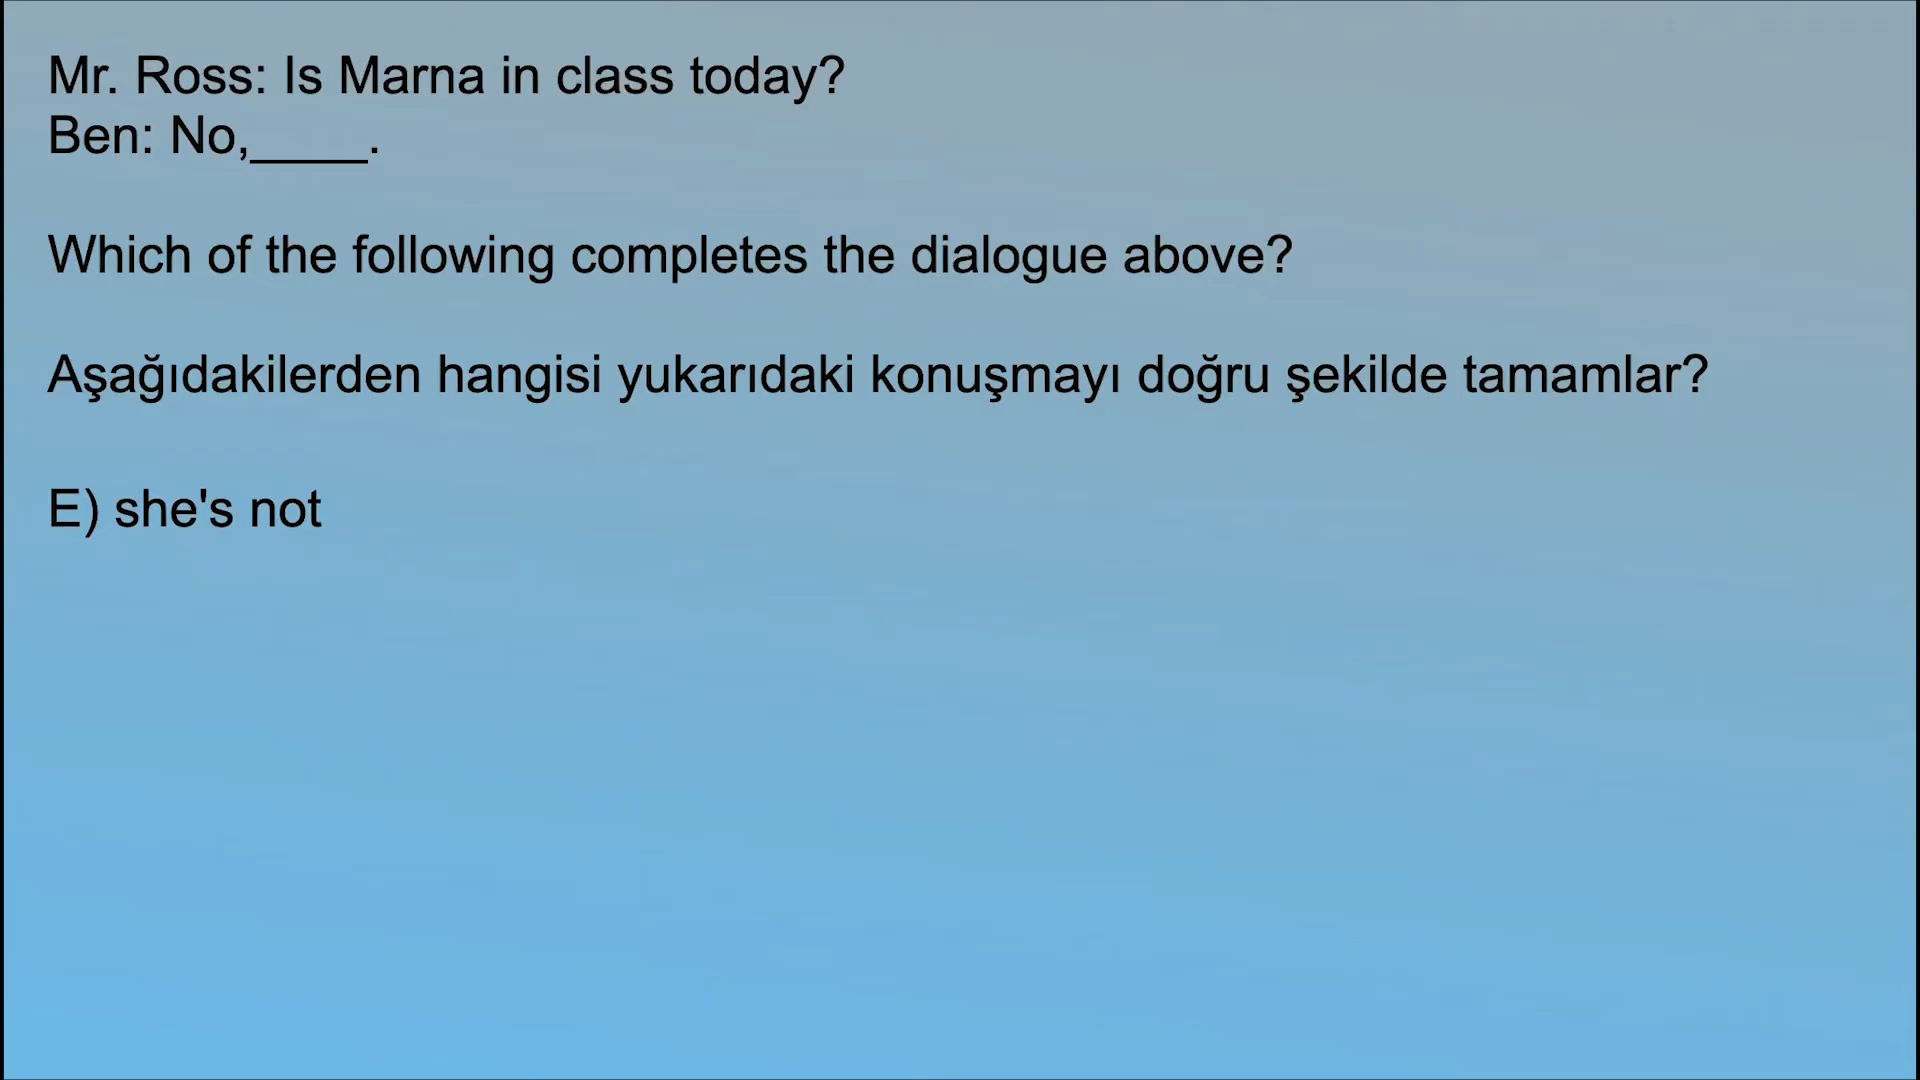 Mr. Ross: Is Marna in class today?
Ben: No,____.
Which of the following completes the dialogue above?
Aşağıdakilerden hangisi yukarıdaki konuşmayı doğru şekilde tamamlar?
E) she's not